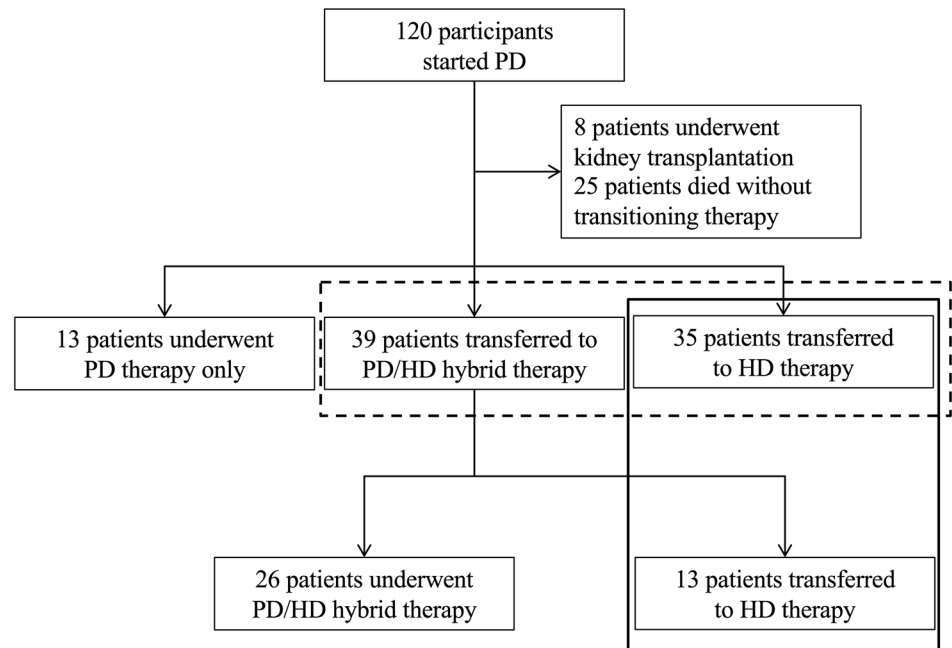 120 participants
started PD
8 patients underwent
kidney transplantation
25 patients died without
transitioning therapy
13 patients underwent
PD therapy only
39 patients transferred to
PD/HD hybrid therapy
35 patients transferred
to HD therapy
26 patients underwent
PD/HD hybrid therapy
13 patients transferred
to HD therapy